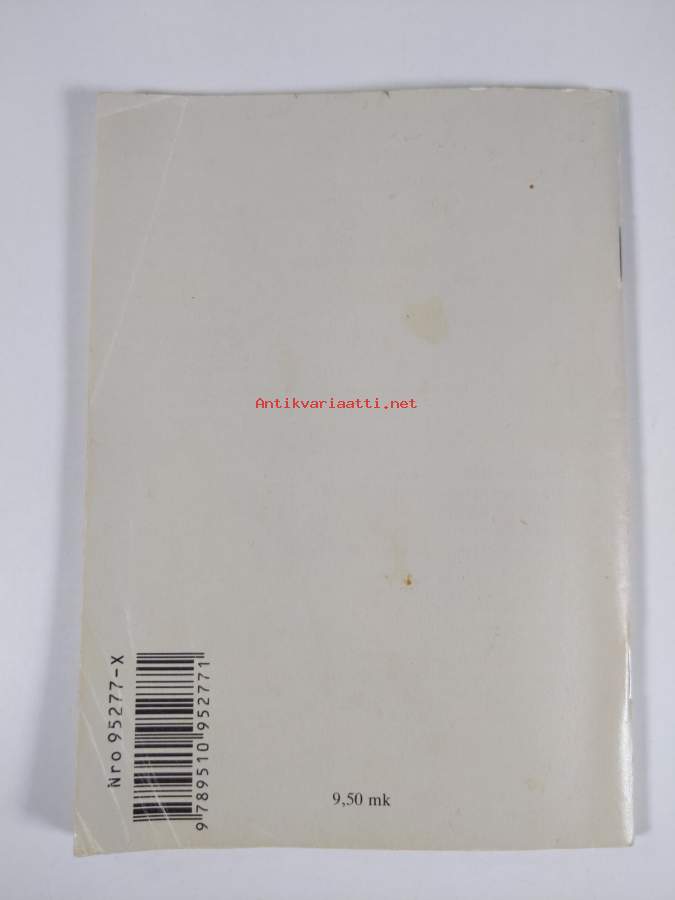 Antikvariaatti.net
Nro 95277-X
9 789510 952771
9,50 mk